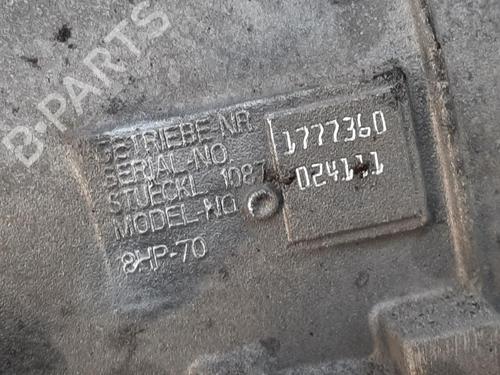 B-PARTS
GETRIEBE-NR
SERIAL-NO. 1777360
STUECKL. 1087 024111
MODEL-NO
8HP-70